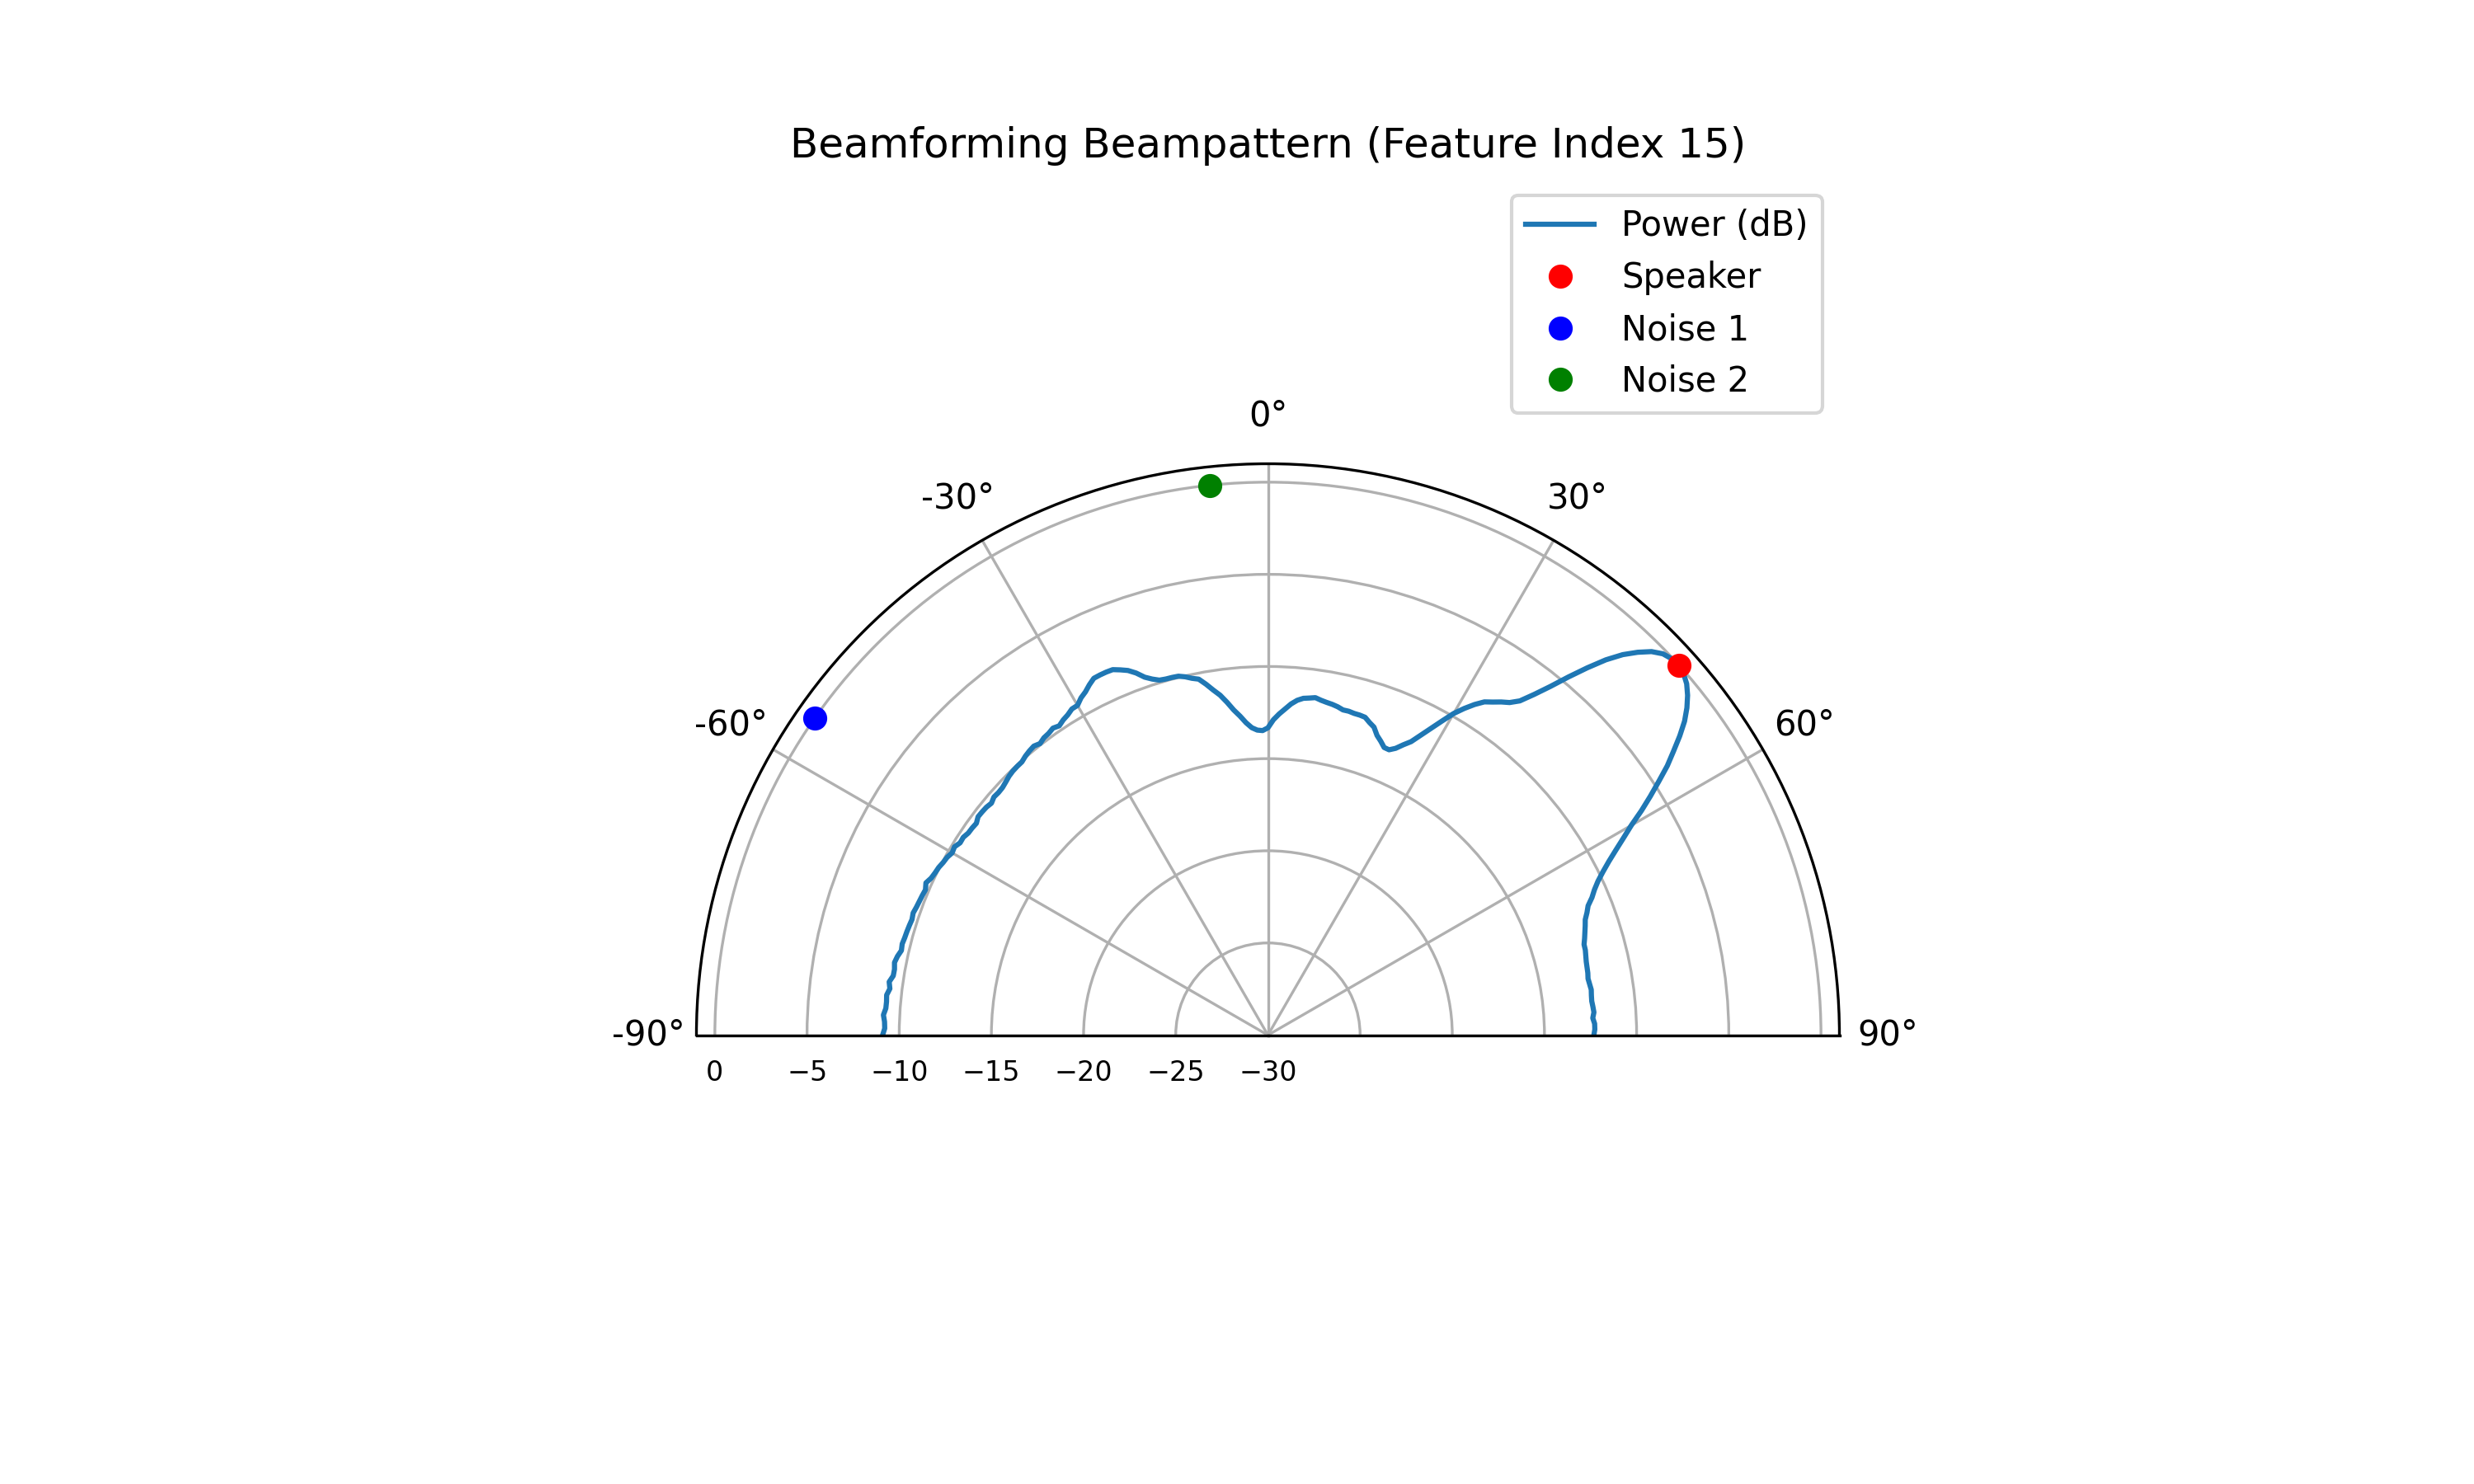 Beamforming Beampattern (Feature Index 15)
Power (dB)
Speaker
Noise 1
Noise 2
0°
-30°
30°
-60°
60°
-90°
90°
0
−5
−10
−15
−20
−25
−30